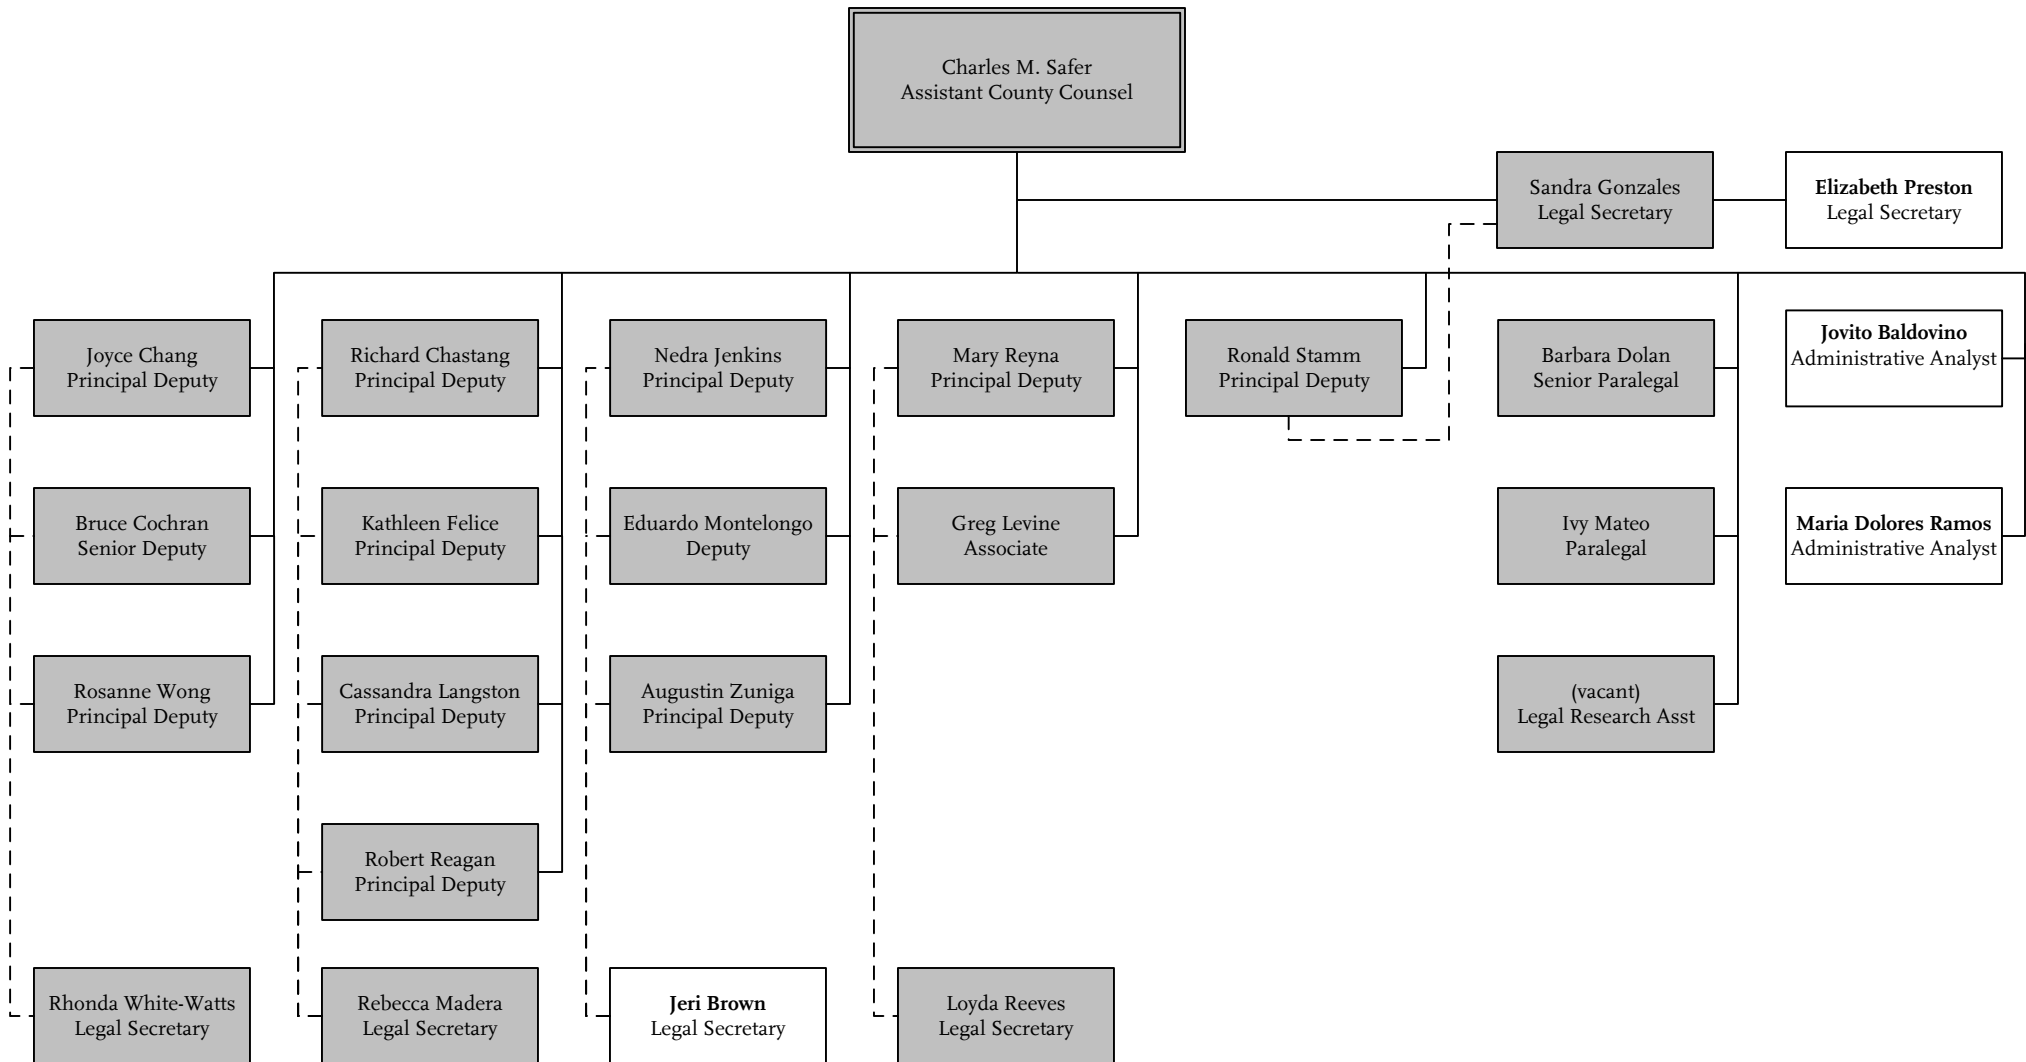 Charles M. Safer
Assistant County Counsel
Sandra Gonzales
Legal Secretary
Elizabeth Preston
Legal Secretary
Joyce Chang
Principal Deputy
Richard Chastang
Principal Deputy
Nedra Jenkins
Principal Deputy
Mary Reyna
Principal Deputy
Ronald Stamm
Principal Deputy
Barbara Dolan
Senior Paralegal
Jovito Baldovino
Administrative Analyst
Bruce Cochran
Senior Deputy
Kathleen Felice
Principal Deputy
Eduardo Montelongo
Deputy
Greg Levine
Associate
Ivy Mateo
Paralegal
Maria Dolores Ramos
Administrative Analyst
Rosanne Wong
Principal Deputy
Cassandra Langston
Principal Deputy
Augustin Zuniga
Principal Deputy
(vacant)
Legal Research Asst
Robert Reagan
Principal Deputy
Rhonda White-Watts
Legal Secretary
Rebecca Madera
Legal Secretary
Jeri Brown
Legal Secretary
Loyda Reeves
Legal Secretary